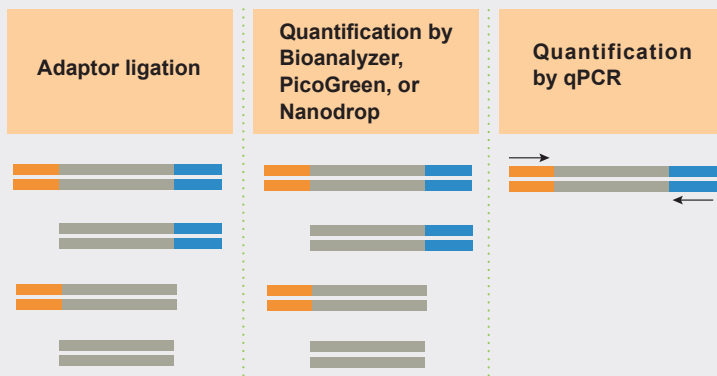 Adaptor ligation
Quantification by
Bioanalyzer,
PicoGreen, or
Nanodrop
Quantification
by qPCR